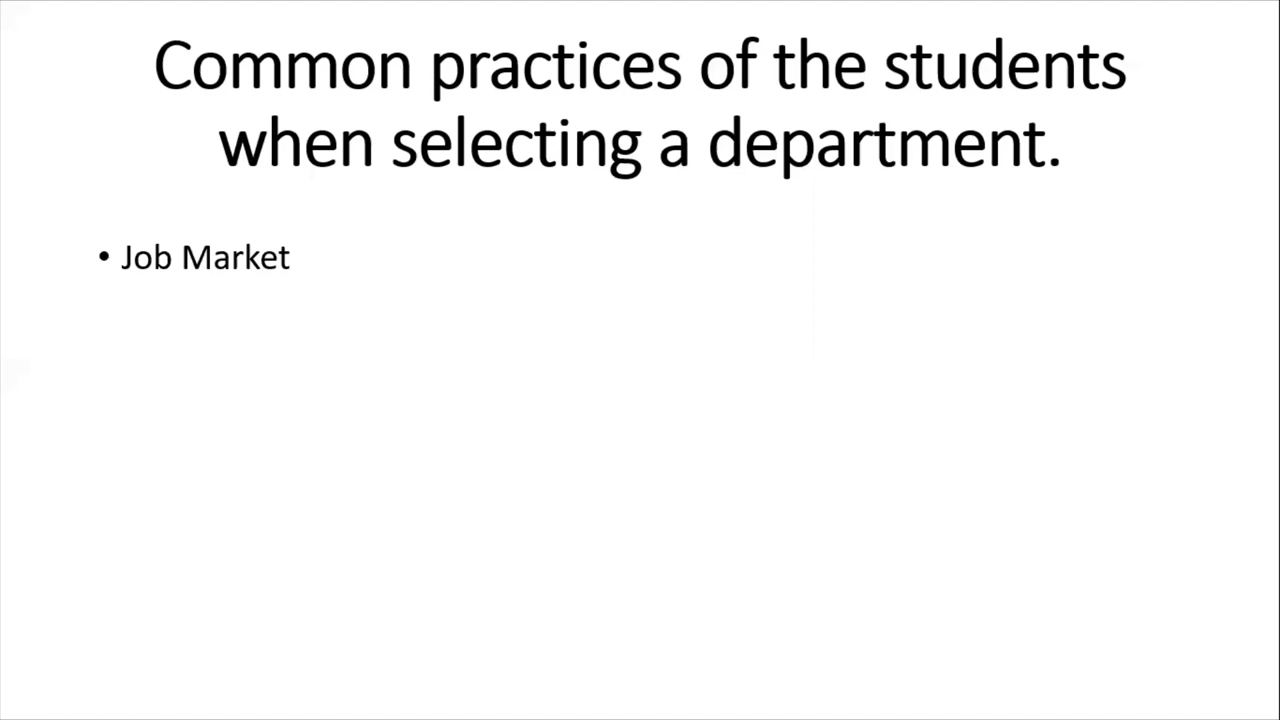 Common practices of the students
when selecting a department.
• Job Market